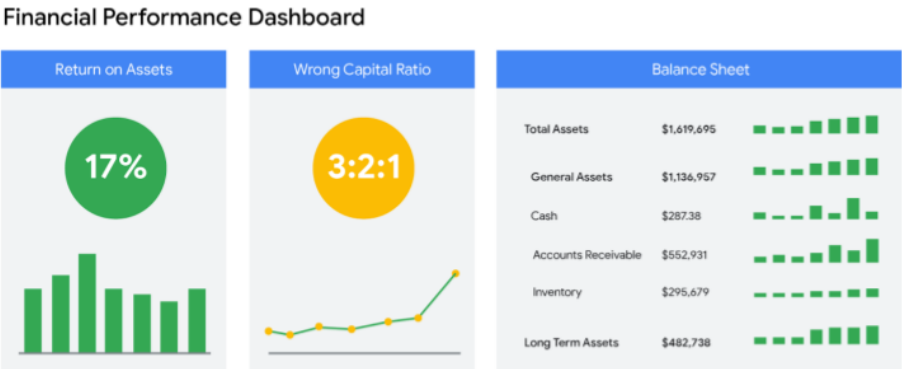 Financial Performance Dashboard
Return on Assets
17%
Wrong Capital Ratio
3:2:1
Balance Sheet
Total Assets $1,619,695
General Assets $1,136,957
Cash $287.38
Accounts Receivable $552,931
Inventory $295,679
Long Term Assets $482,738